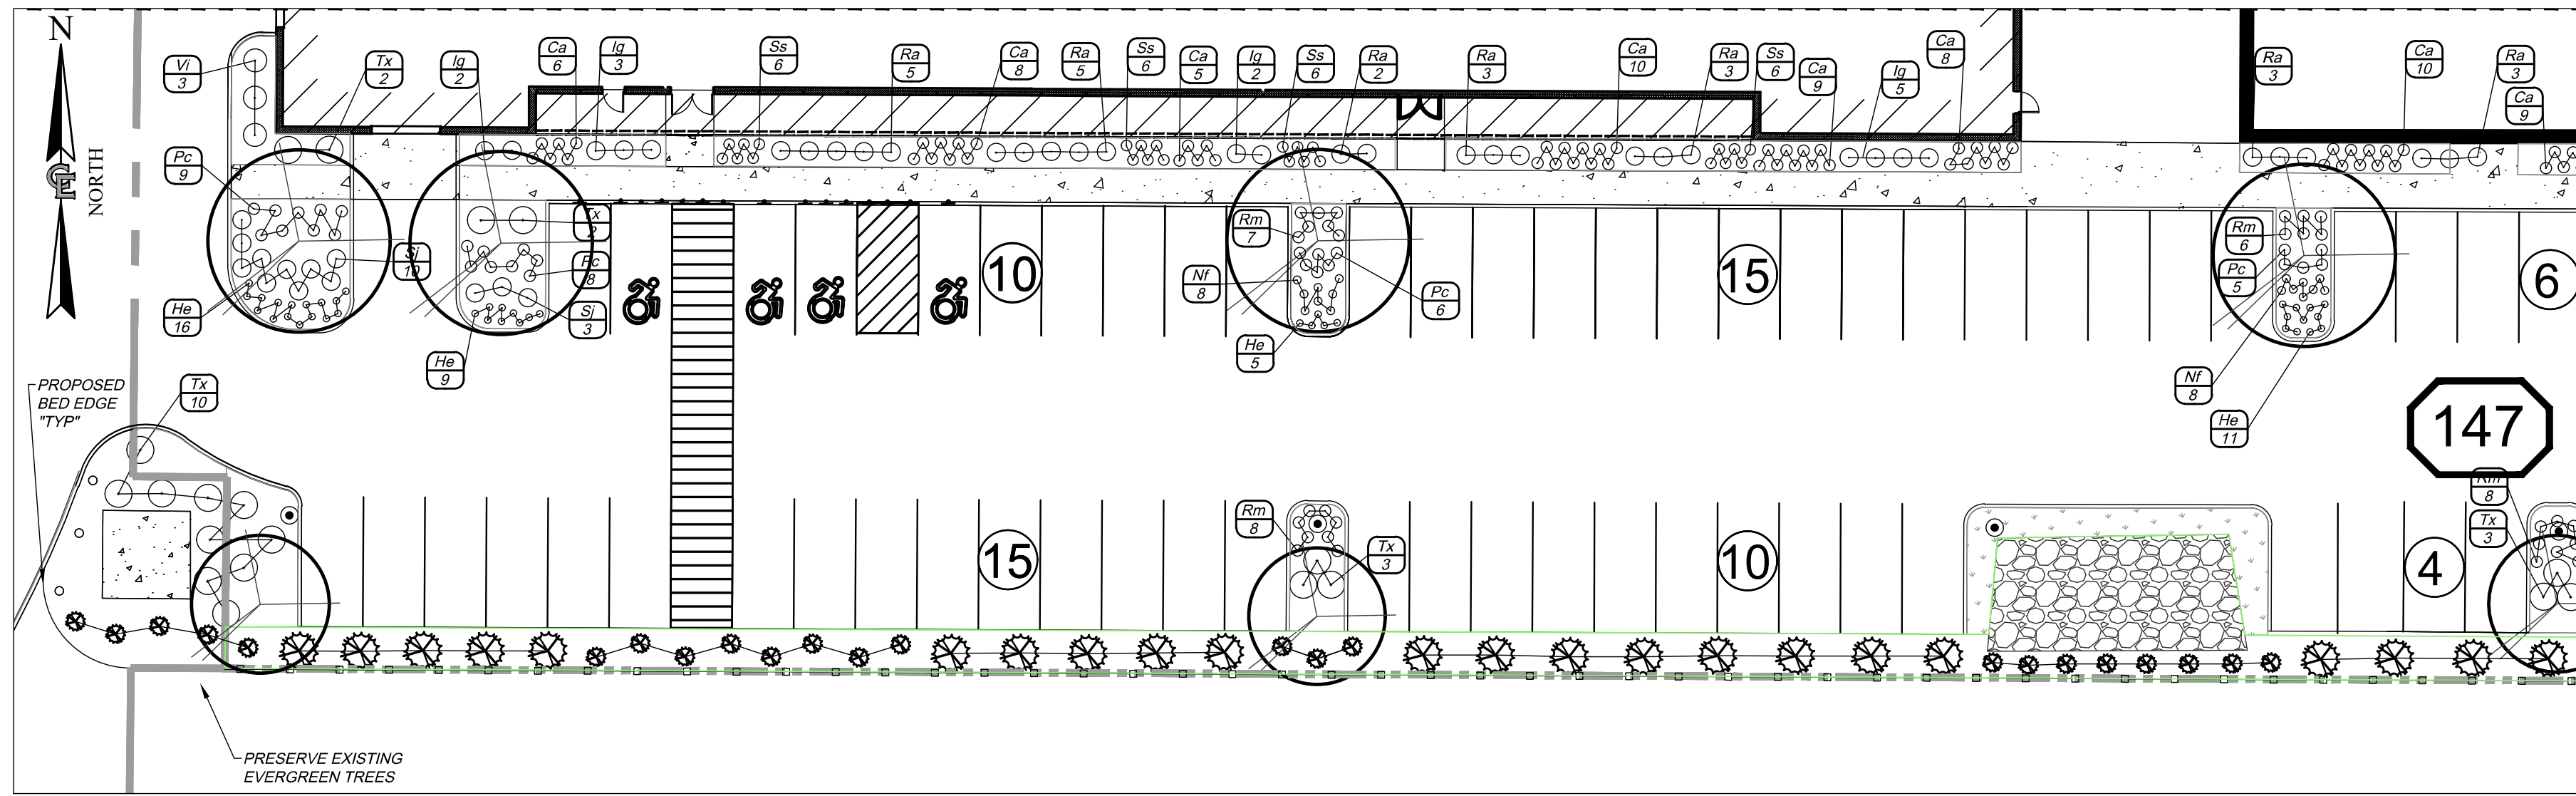 N
NORTH
Vi
3
Tx
2
Ig
2
Ca
6
Ig
3
Ss
6
Ra
5
Ca
8
Ra
5
Ss
6
Ca
5
Ig
2
Ss
6
Ra
2
Ra
3
Ca
10
Ra
3
Ss
6
Ca
9
Ig
5
Ca
8
Ra
3
Ca
10
Ra
3
Ca
9
Pc
9
Sj
10
He
16
Tx
2
Pc
8
Sj
3
He
9
10
Rm
7
Nf
8
Pc
6
He
5
15
Rm
6
Pc
5
Nf
8
He
11
6
147
PROPOSED
BED EDGE
"TYP"
Tx
10
15
Rm
8
Tx
3
10
4
Rm
8
Tx
3
PRESERVE EXISTING
EVERGREEN TREES